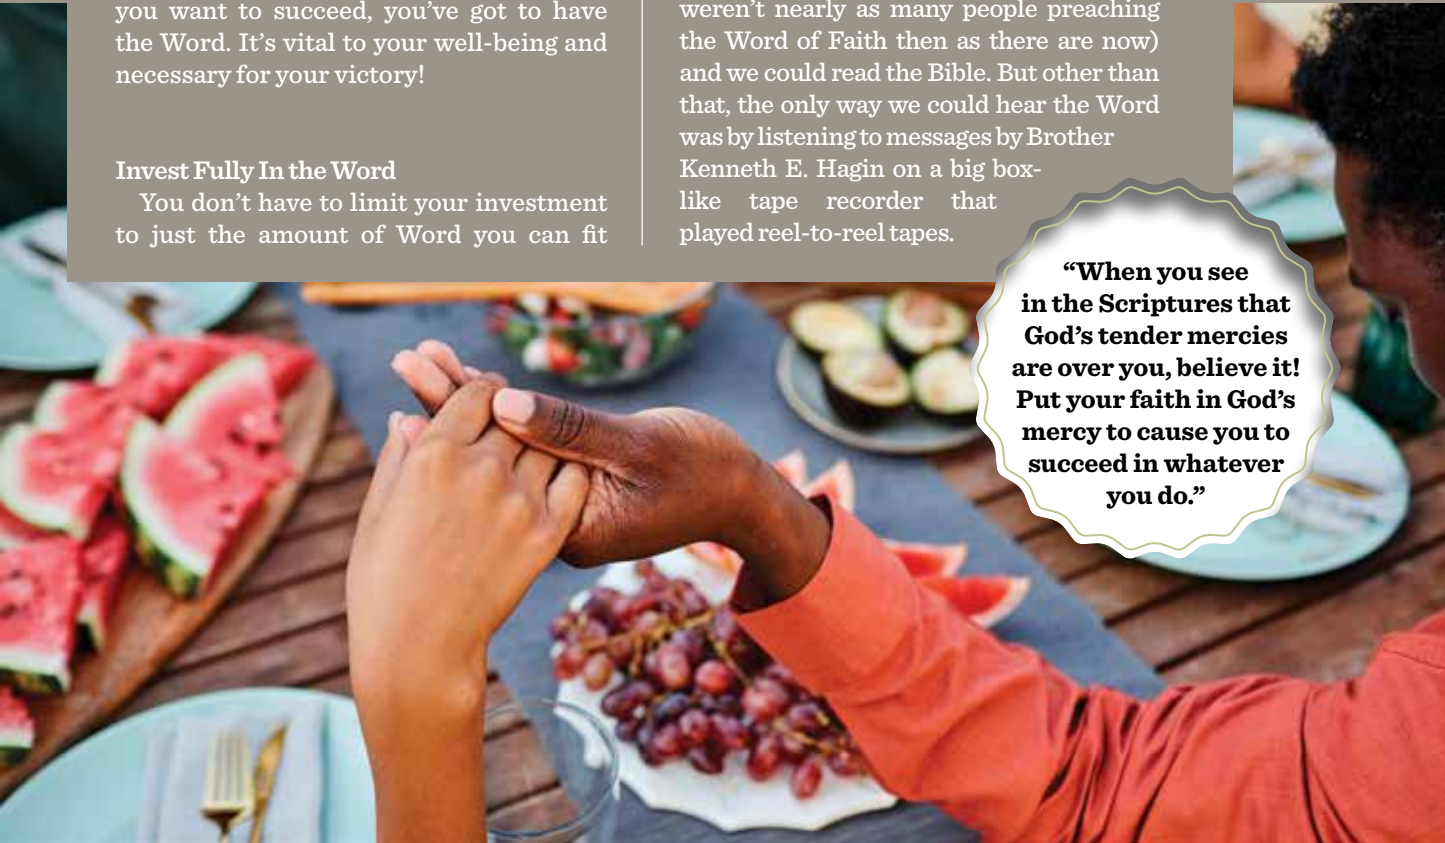 you want to succeed, you’ve got to have
the Word. It’s vital to your well-being and
necessary for your victory!
Invest Fully In the Word
You don’t have to limit your investment
to just the amount of Word you can fit
weren’t nearly as many people preaching
the Word of Faith then as there are now)
and we could read the Bible. But other than
that, the only way we could hear the Word
was by listening to messages by Brother
Kenneth E. Hagin on a big box-
like tape recorder that
played reel-to-reel tapes.
“When you see
in the Scriptures that
God’s tender mercies
are over you, believe it!
Put your faith in God’s
mercy to cause you to
succeed in whatever
you do.”